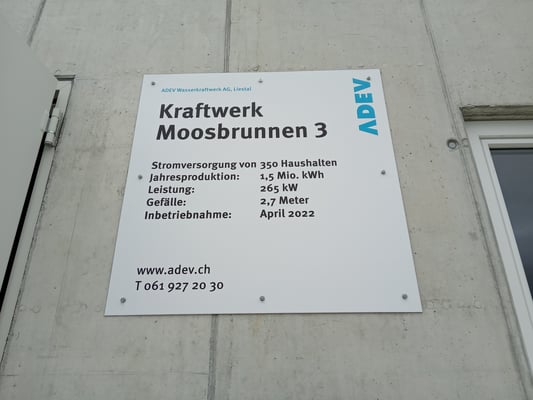 ADEV Wasserkraftwerk AG, Liestal
ADEV
Kraftwerk
Moosbrunnen 3
Stromversorgung von 350 Haushalten
Jahresproduktion: 1,5 Mio. kWh
Leistung: 265 kW
Gefälle: 2,7 Meter
Inbetriebnahme: April 2022
www.adev.ch
T 061 927 20 30